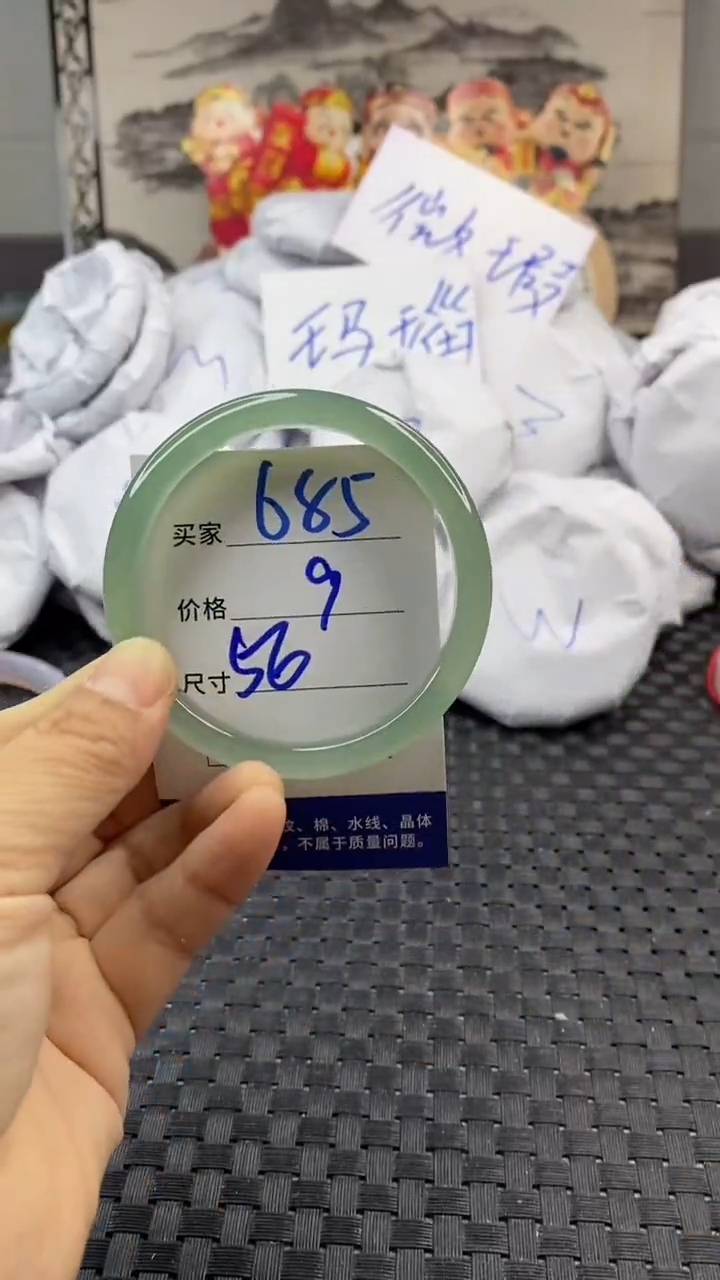 微瑕
玛瑙
买家 685
价格 9
尺寸 56
纹、棉、水线、晶体
，不属于质量问题。
W